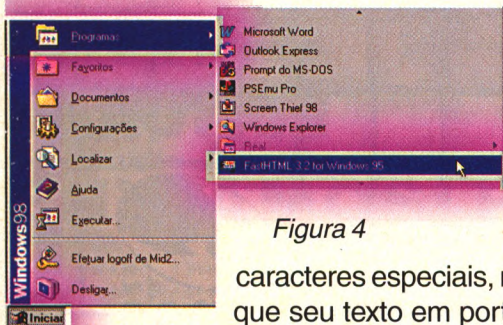 Programas
Favoritos
Documentos
Configurações
Localizar
Ajuda
Executar...
Efetuar logoff de Mid2...
Desligar...
Windows98
Iniciar
Microsoft Word
Outlook Express
Prompt do MS-DOS
PSEmu Pro
Screen Thief 98
Windows Explorer
Real
FastHTML 3.2 for Windows 95
Figura 4
caracteres especiais,
que seu texto em